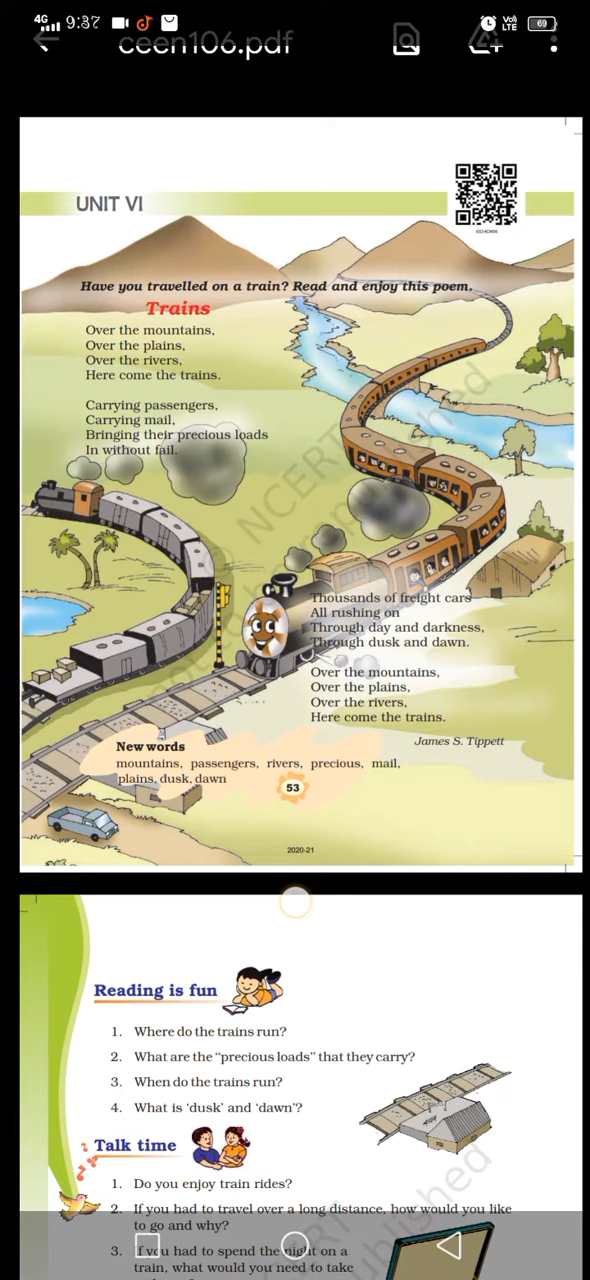 4G 9:37 VoD LTE 69
ceen106.pdf
UNIT VI
Have you travelled on a train? Read and enjoy this poem.
Trains
Over the mountains,
Over the plains,
Over the rivers,
Here come the trains.
Carrying passengers,
Carrying mail,
Bringing their precious loads
In without fail.
Thousands of freight cars
All rushing on
Through day and darkness,
Through dusk and dawn.
Over the mountains,
Over the plains,
Over the rivers,
Here come the trains.
James S. Tippett
New words
mountains, passengers, rivers, precious, mail,
plains, dusk, dawn
53
2020-21
Reading is fun
1. Where do the trains run?
2. What are the “precious loads” that they carry?
3. When do the trains run?
4. What is ‘dusk’ and ‘dawn’?
Talk time
1. Do you enjoy train rides?
2. If you had to travel over a long distance, how would you like
to go and why?
3. If you had to spend the night on a
train, what would you need to take